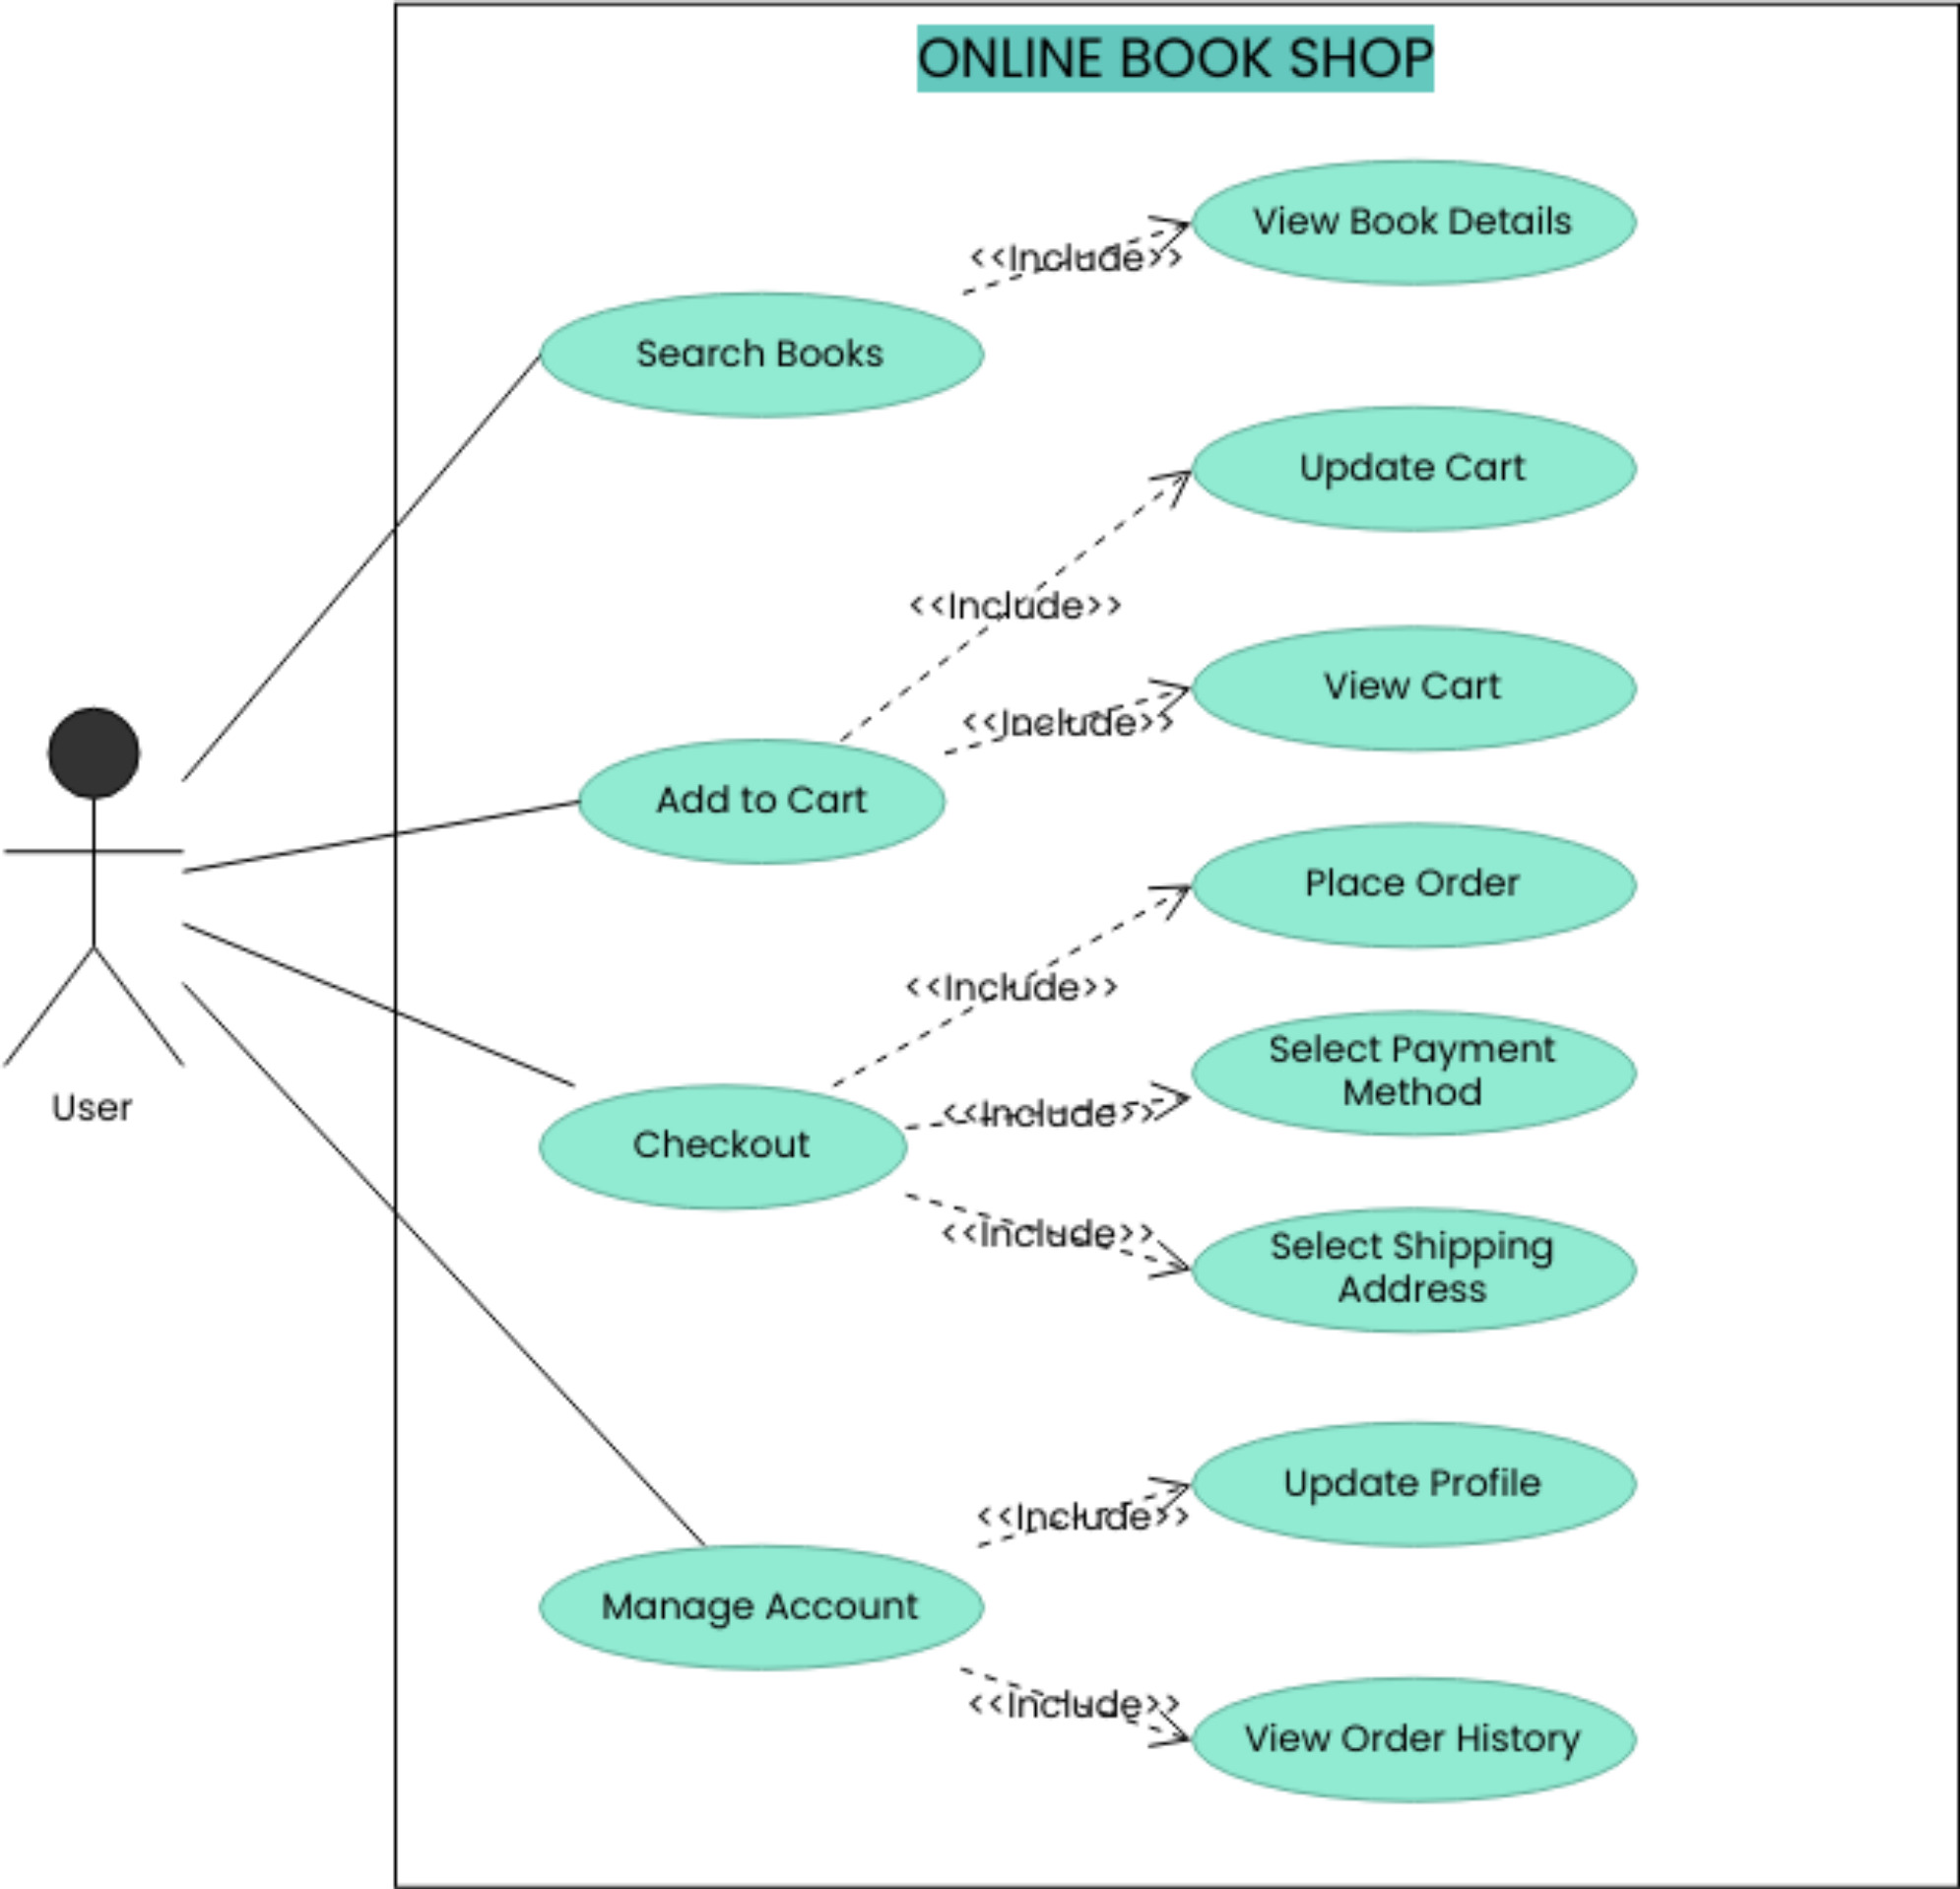 ONLINE BOOK SHOP
View Book Details
<<Include>>
Search Books
Update Cart
<<Include>>
View Cart
<<Include>>
Add to Cart
Place Order
<<Include>>
Select Payment
Method
<<Include>>
User
Checkout
<<Include>>
Select Shipping
Address
Update Profile
<<Include>>
Manage Account
<<Include>>
View Order History